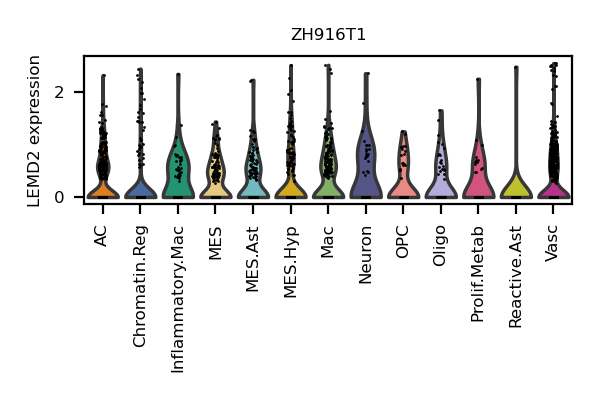 ZH916T1
LEMD2 expression
2
0
AC
Chromatin.Reg
Inflammatory.Mac
MES
MES.Ast
MES.Hyp
Mac
Neuron
OPC
Oligo
Prolif.Metab
Reactive.Ast
Vasc